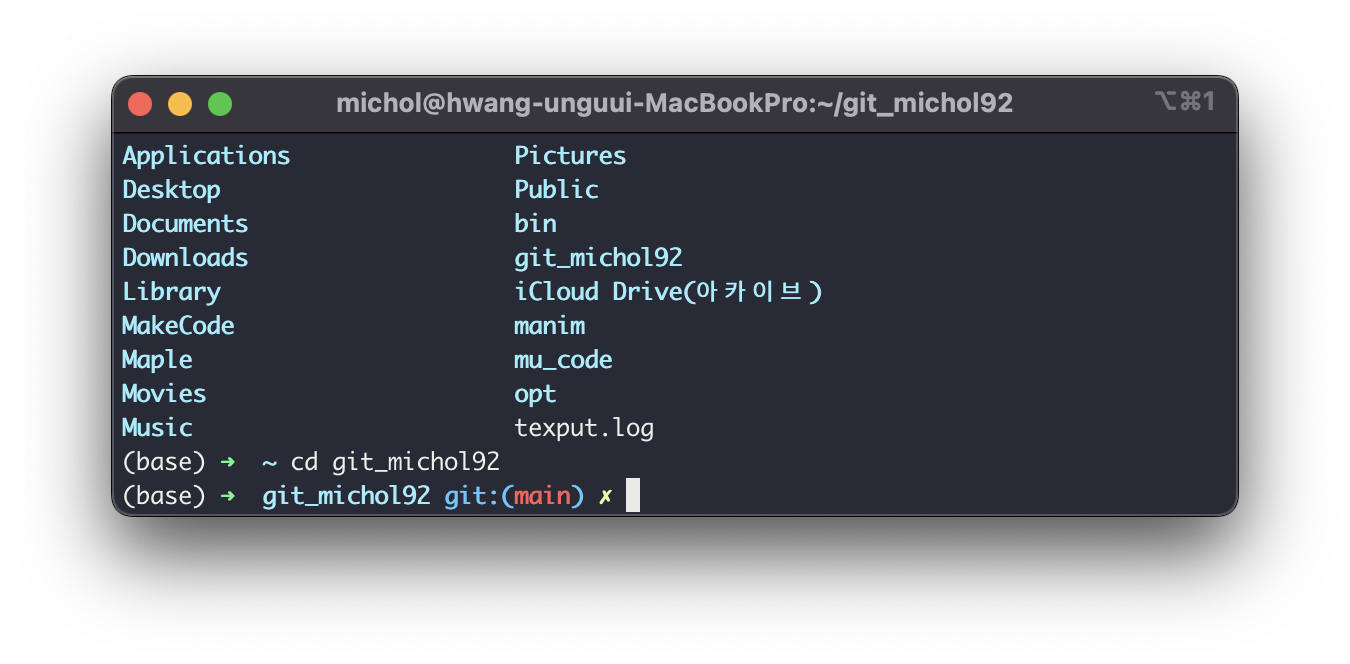 michol@hwang-unguui-MacBookPro:~/git_michol92 ⌥⌘1
Applications Pictures
Desktop Public
Documents bin
Downloads git_michol92
Library iCloud Drive(아카이브)
MakeCode manim
Maple mu_code
Movies opt
Music texput.log
(base) ➜ ~ cd git_michol92
(base) ➜ git_michol92 git:(main) ✗